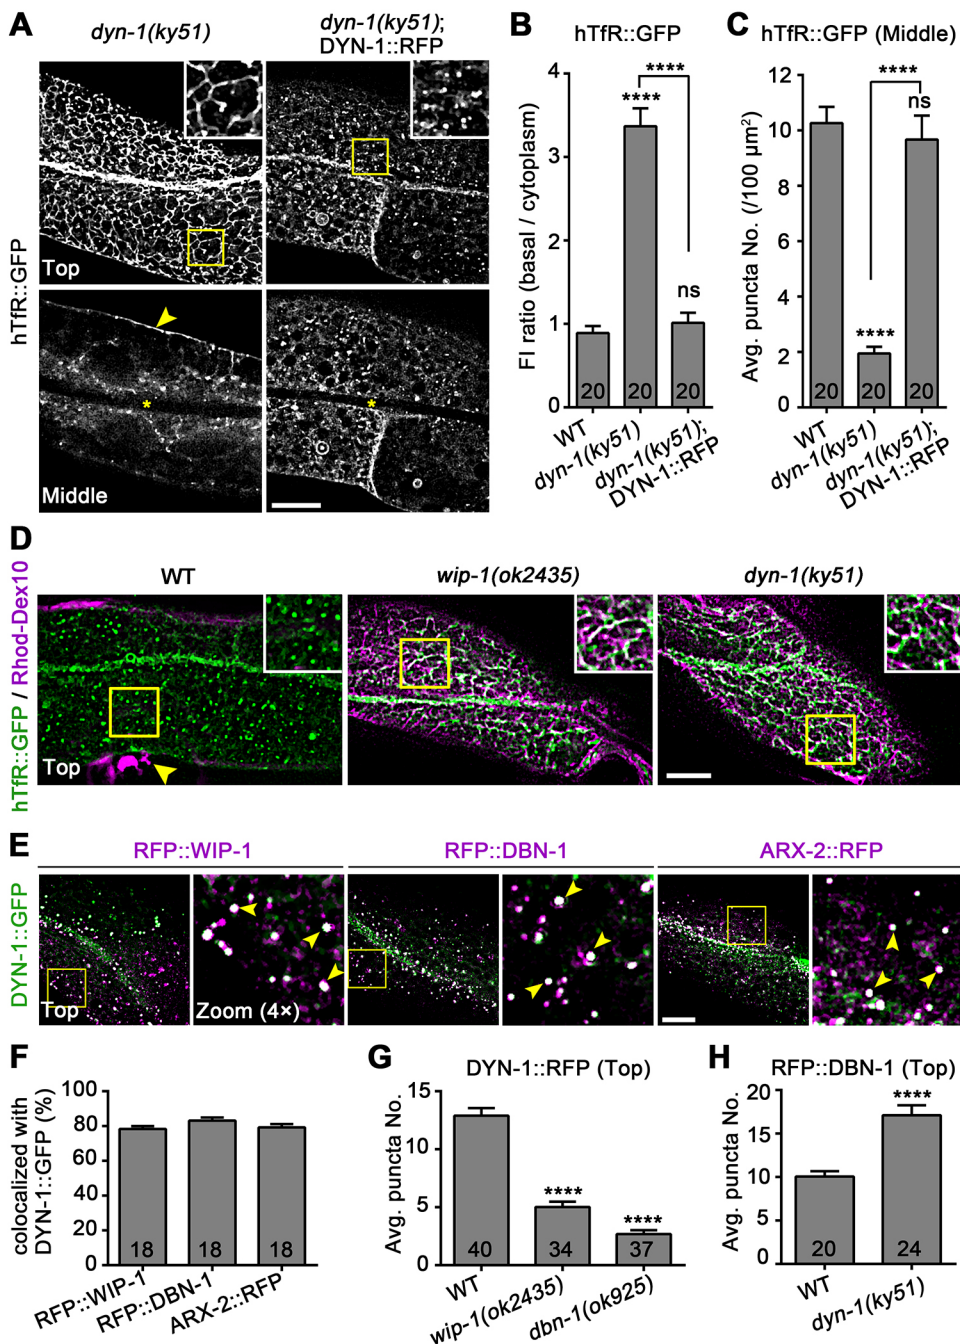 A
dyn-1(ky51)
dyn-1(ky51);
DYN-1::RFP
hTfR::GFP
Top
*
Middle
*
B
hTfR::GFP
FI ratio (basal / cytoplasm)
4
3
2
1
0
****
****
ns
20
20
20
WT
dyn-1(ky51)
dyn-1(ky51);
DYN-1::RFP
C
hTfR::GFP (Middle)
Avg. puncta No. (/100 µm²)
12
10
8
6
4
2
0
****
ns
****
20
20
20
WT
dyn-1(ky51)
dyn-1(ky51);
DYN-1::RFP
D
hTfR::GFP / Rhod-Dex10
WT
wip-1(ok2435)
dyn-1(ky51)
Top
E
RFP::WIP-1
RFP::DBN-1
ARX-2::RFP
DYN-1::GFP
Top
Zoom (4×)
F
colocalized with
DYN-1::GFP (%)
100
80
60
40
20
0
18
18
18
RFP::WIP-1
RFP::DBN-1
ARX-2::RFP
G
DYN-1::RFP (Top)
Avg. puncta No.
15
10
5
0
****
****
40
34
37
WT
wip-1(ok2435)
dbn-1(ok925)
H
RFP::DBN-1 (Top)
Avg. puncta No.
20
15
10
5
0
****
20
24
WT
dyn-1(ky51)